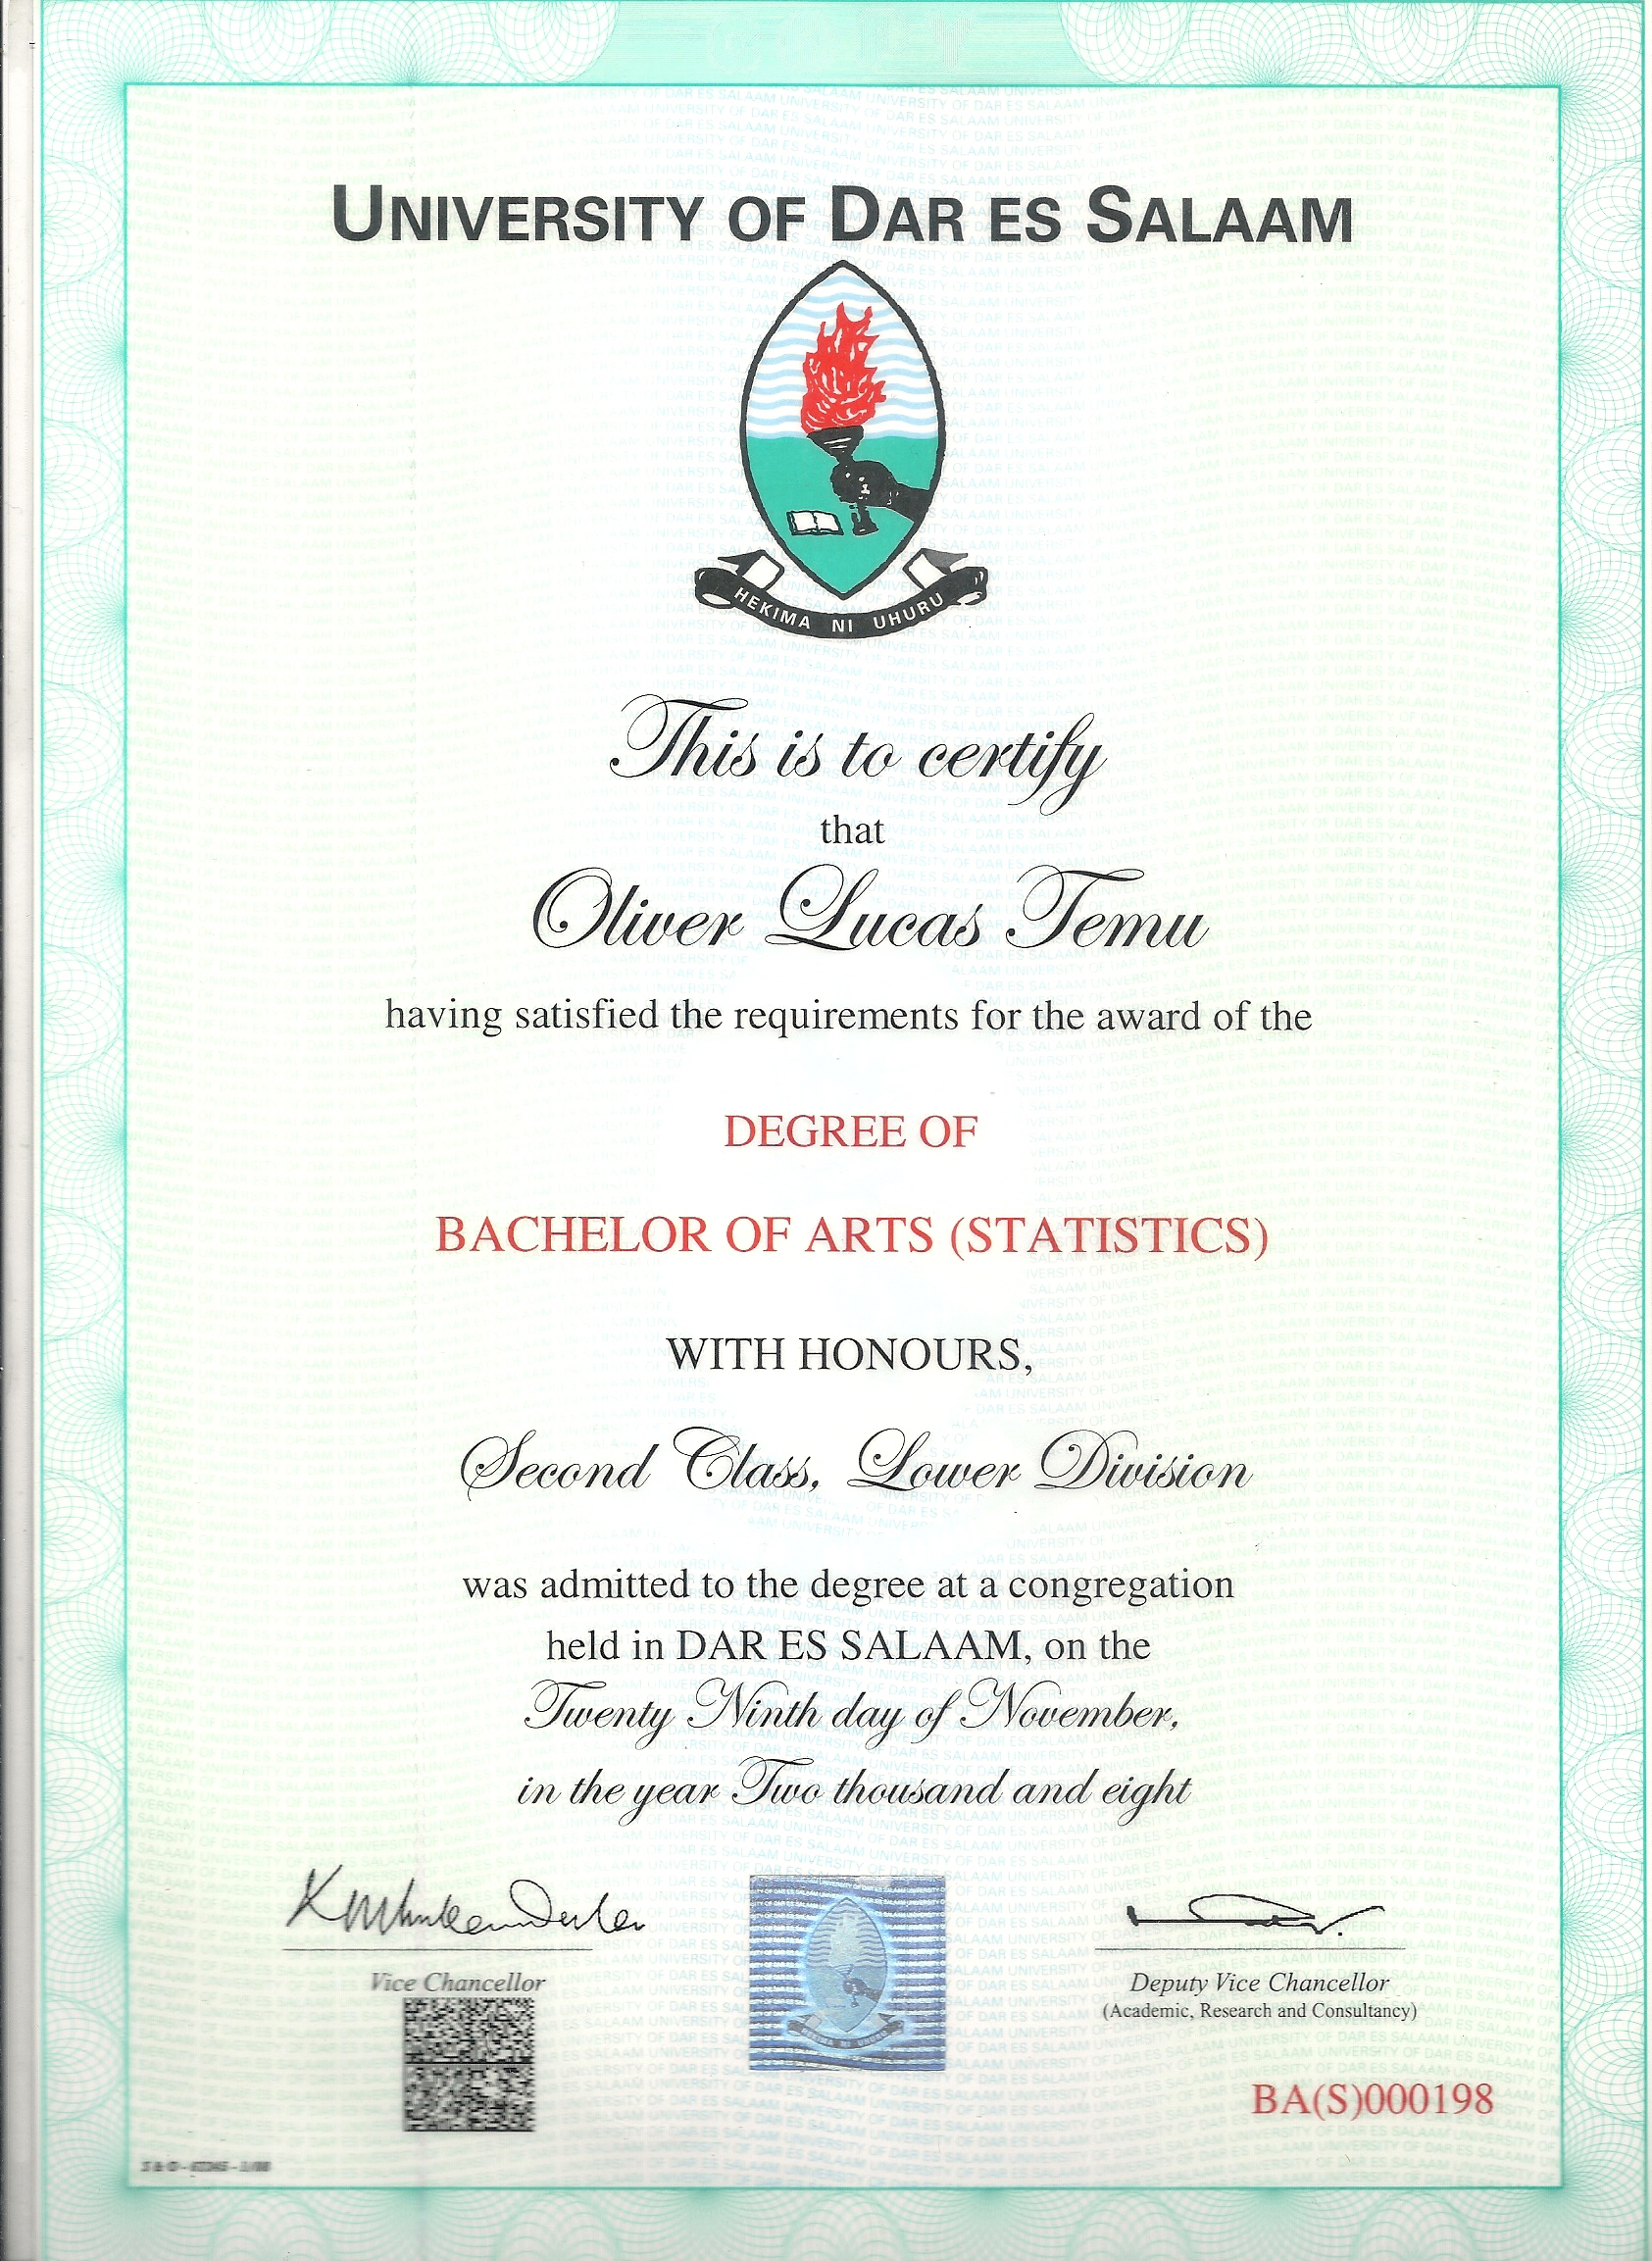 UNIVERSITY OF DAR ES SALAAM
HEKIMA NI UHURU
This is to certify
that
Oliver Lucas Temu
having satisfied the requirements for the award of the
DEGREE OF
BACHELOR OF ARTS (STATISTICS)
WITH HONOURS,
Second Class, Lower Division
was admitted to the degree at a congregation
held in DAR ES SALAAM, on the
Twenty Ninth day of November,
in the year Two thousand and eight
Vice Chancellor
Deputy Vice Chancellor
(Academic, Research and Consultancy)
BA(S)000198